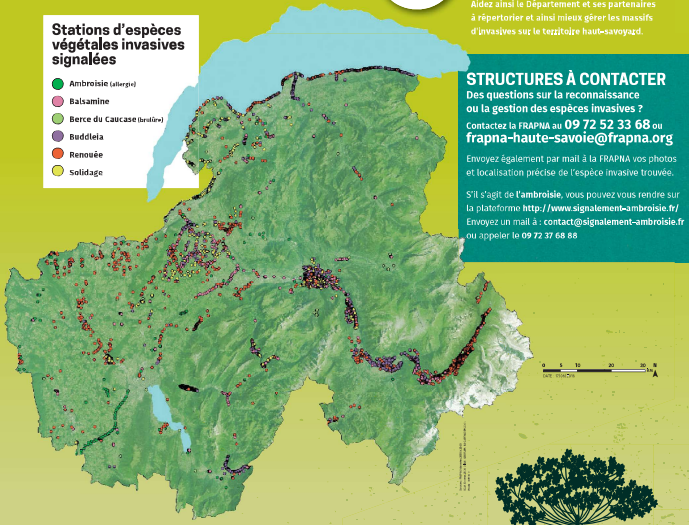 Aidez ainsi le Département et ses partenaires
à répertorier et ainsi mieux gérer les massifs
d'invasives sur le territoire haut-savoyard.
Stations d'espèces
végétales invasives
signalées
Ambroisie (allergie)
Balsamine
Berce du Caucase (brûlure)
Buddleia
Renouée
Solidage
STRUCTURES À CONTACTER
Des questions sur la reconnaissance
ou la gestion des espèces invasives ?
Contactez la FRAPNA au 09 72 52 33 68 ou
frapna-haute-savoie@frapna.org
Envoyez également par mail à la FRAPNA vos photos
et localisation précise de l'espèce invasive trouvée.
S'il s'agit de l'ambroisie, vous pouvez vous rendre sur
la plateforme http://www.signalement-ambroisie.fr/
Envoyez un mail à : contact@signalement-ambroisie.fr
ou appeler le 09 72 37 68 88
0 5 10 20 30 km
N